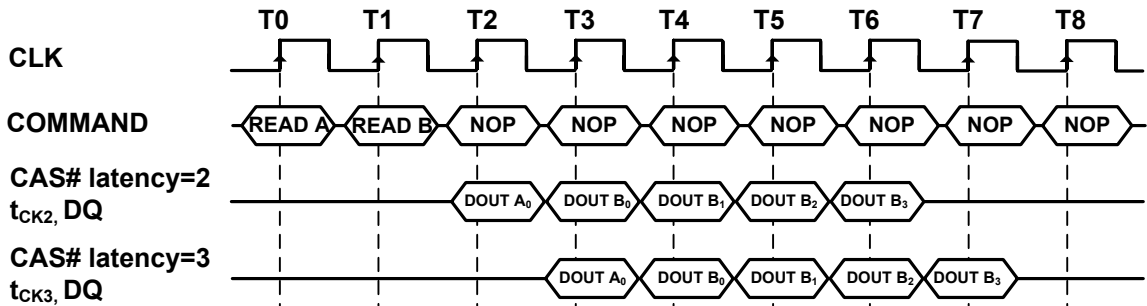 T0 T1 T2 T3 T4 T5 T6 T7 T8
CLK
COMMAND READ A READ B NOP NOP NOP NOP NOP NOP NOP
CAS# latency=2
tCK2, DQ DOUT A0 DOUT B0 DOUT B1 DOUT B2 DOUT B3
CAS# latency=3
tCK3, DQ DOUT A0 DOUT B0 DOUT B1 DOUT B2 DOUT B3